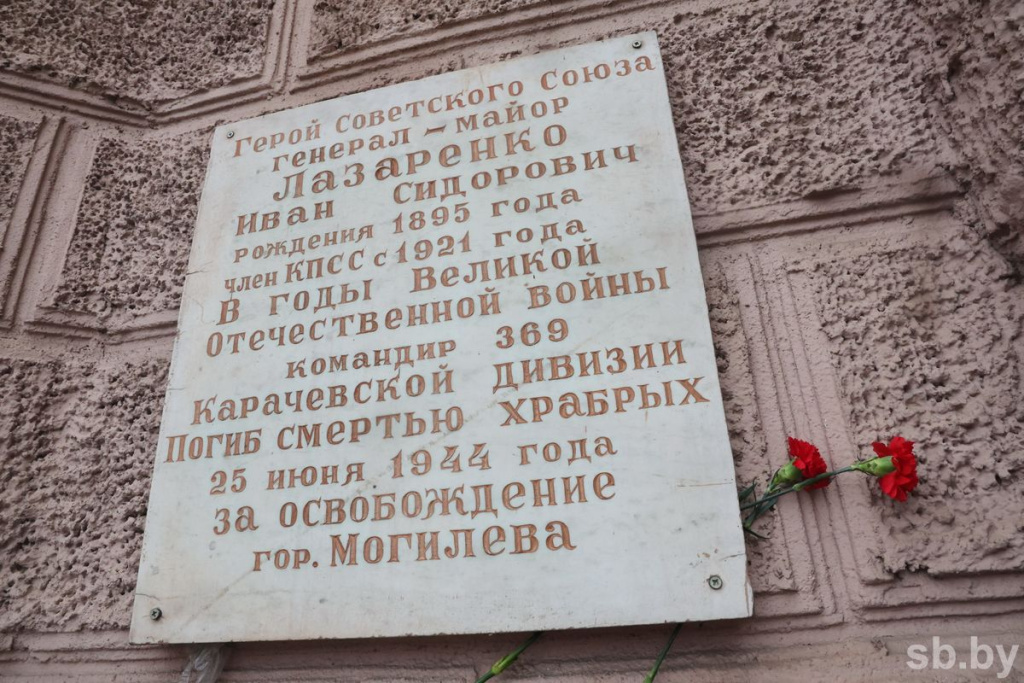 Герой Советского Союза
генерал – майор
Лазаренко
Иван Сидорович
рождения 1895 года
член КПСС с 1921 года
В годы Великой
Отечественной войны
командир 369
Карачевской дивизии
Погиб смертью храбрых
25 июня 1944 года
за освобождение
гор. Могилева
sb.by